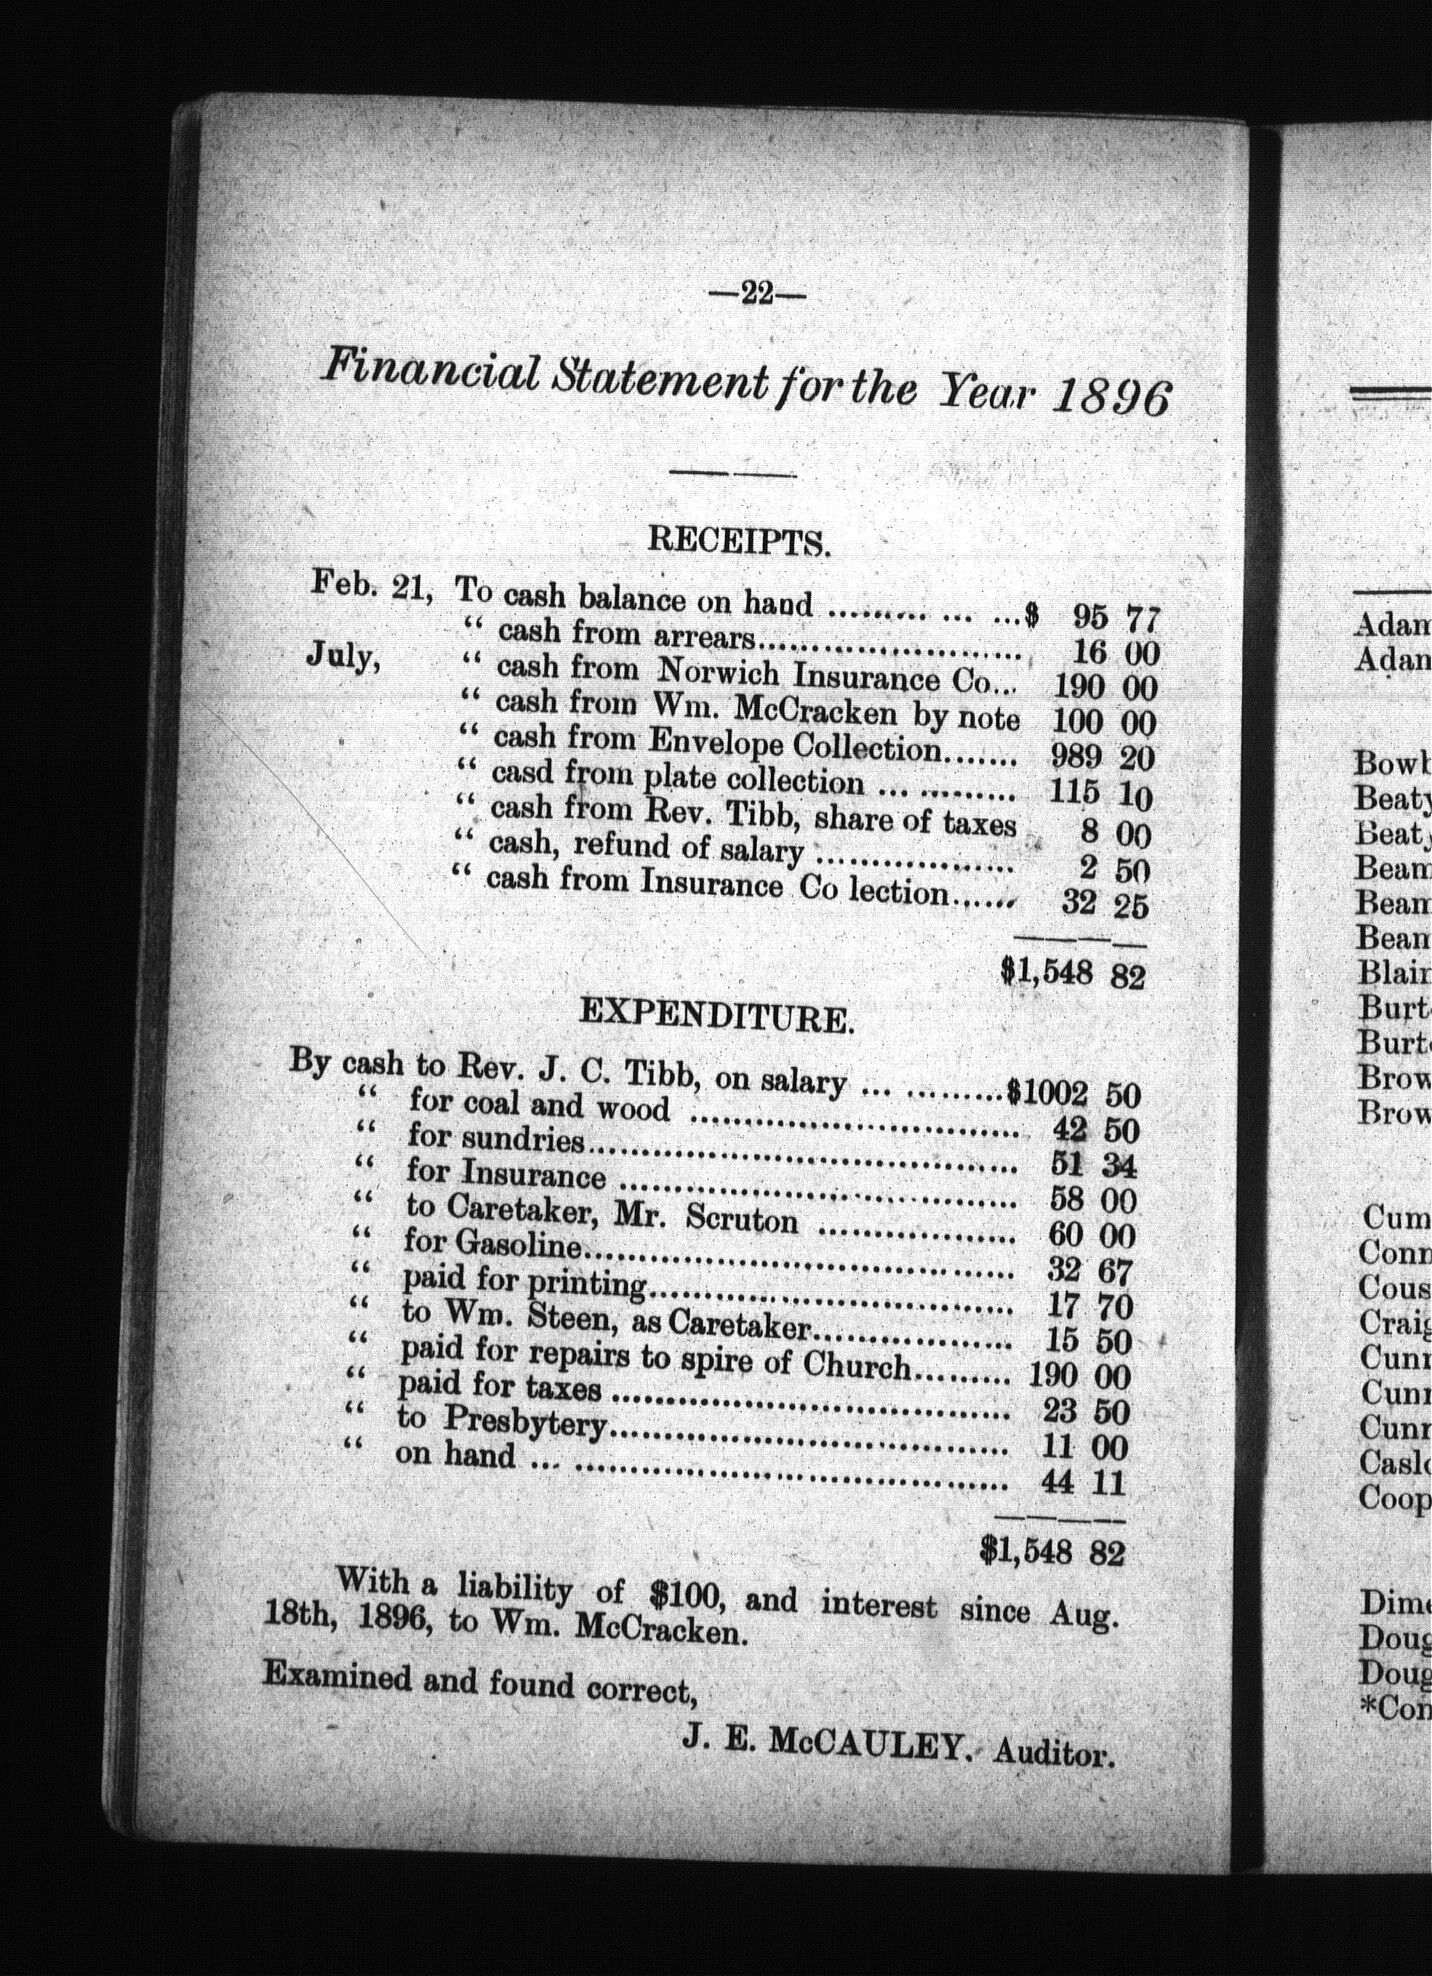 —22—
Financial Statement for the Year 1896
RECEIPTS.
Feb. 21, To cash balance on hand ......... ... ...$ 95 77
“ cash from arrears........................ 16 00
July, “ cash from Norwich Insurance Co... 190 00
“ cash from Wm. McCracken by note 100 00
“ cash from Envelope Collection....... 989 20
“ casd from plate collection ... .......... 115 10
“ cash from Rev. Tibb, share of taxes 8 00
“ cash, refund of salary .................. 2 50
“ cash from Insurance Co lection...... 32 25
$1,548 82
EXPENDITURE.
By cash to Rev. J. C. Tibb, on salary ... .........$1002 50
“ for coal and wood .............................. 42 50
“ for sundries....................................... 51 34
“ for Insurance .................................... 58 00
“ to Caretaker, Mr. Scruton .................. 60 00
“ for Gasoline....................................... 32 67
“ paid for printing................................. 17 70
“ to Wm. Steen, as Caretaker.................. 15 50
“ paid for repairs to spire of Church......... 190 00
“ paid for taxes .................................... 23 50
“ to Presbytery.................................... 11 00
“ on hand ... ....................................... 44 11
$1,548 82
With a liability of $100, and interest since Aug.
18th, 1896, to Wm. McCracken.
Examined and found correct,
J. E. McCAULEY. Auditor.
Adam
Adam
Bowb
Beaty
Beaty
Beam
Beam
Beam
Blair
Burt
Burt
Brow
Brow
Cum
Conn
Cous
Craig
Cunn
Cunn
Cunn
Caslo
Coop
Dime
Doug
Doug
*Con